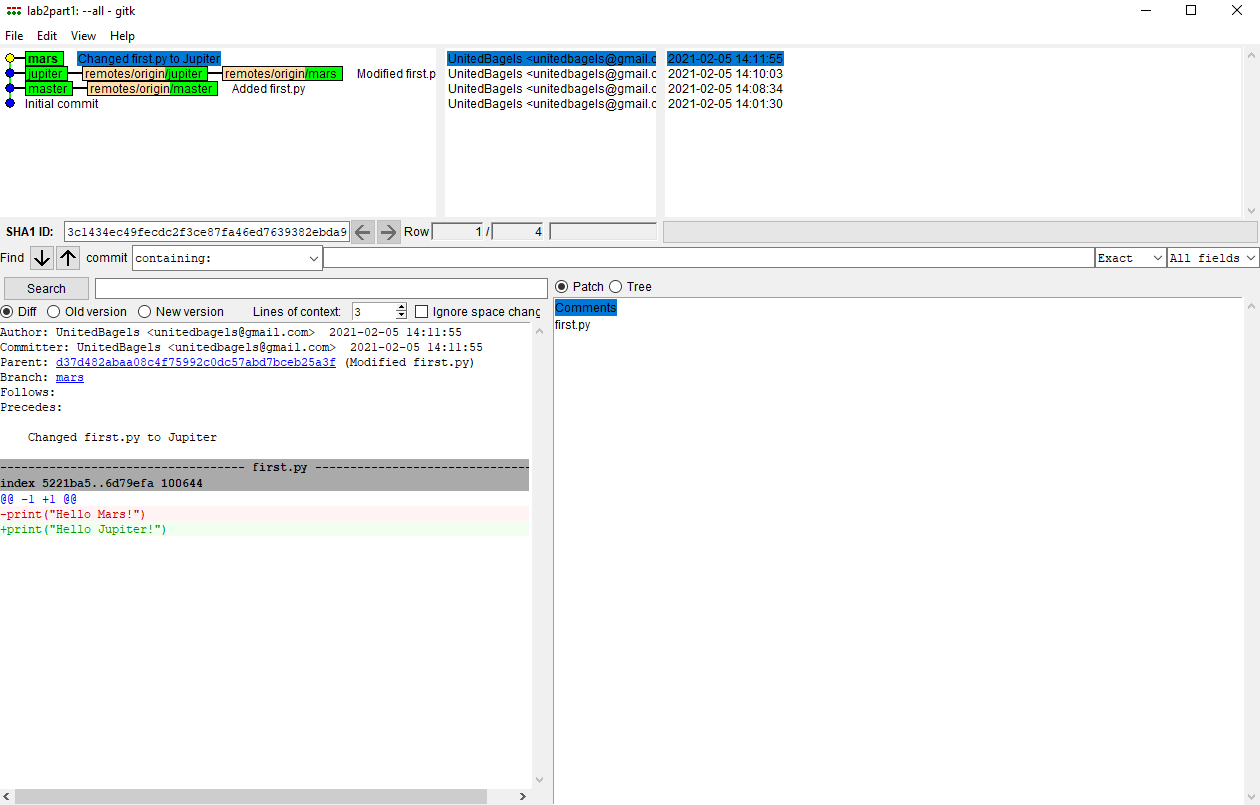 lab2part1: --all - gitk
File Edit View Help
mars Changed first.py to Jupiter UnitedBagels <unitedbagels@gmail.c 2021-02-05 14:11:55
jupiter remotes/origin/jupiter remotes/origin/mars Modified first.p UnitedBagels <unitedbagels@gmail.c 2021-02-05 14:10:03
master remotes/origin/master Added first.py UnitedBagels <unitedbagels@gmail.c 2021-02-05 14:08:34
Initial commit UnitedBagels <unitedbagels@gmail.c 2021-02-05 14:01:30
SHA1 ID: 3c1434ec49fecdc2f3ce87fa46ed7639382ebda9 Row 1 / 4
Find commit containing: Exact All fields
Search
Patch Tree
Diff Old version New version Lines of context: 3 Ignore space chang
Comments
first.py
Author: UnitedBagels <unitedbagels@gmail.com> 2021-02-05 14:11:55
Committer: UnitedBagels <unitedbagels@gmail.com> 2021-02-05 14:11:55
Parent: d37d482abaa08c4f75992c0dc57abd7bceb25a3f (Modified first.py)
Branch: mars
Follows:
Precedes:
Changed first.py to Jupiter
----------------------------------- first.py -------------------------------
index 5221ba5..6d79efa 100644
@@ -1 +1 @@
-print("Hello Mars!")
+print("Hello Jupiter!")